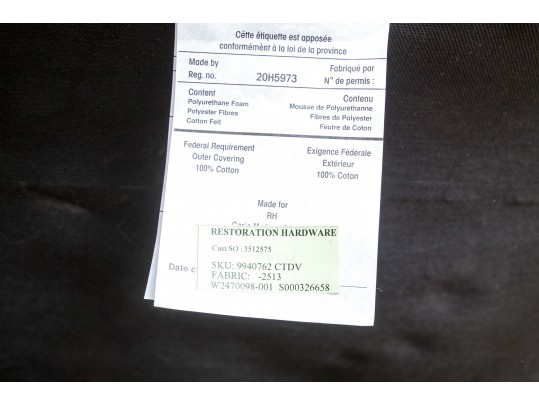 Cétte étiquette est apposée
conformément à la loi de la province
Made by Fabriqué par
Reg. no. 20H5973 N° de permis :
Content Contenu
Polyurethane Foam Mousse de Polyurethanne
Polyester Fibres Fibres de Polyester
Cotton Felt Feutre de Coton
Federal Requirement Exigence Fédérale
Outer Covering Extérieur
100% Cotton 100% Coton
Made for
RH
RESTORATION HARDWARE
Cust SO : 3512575
SKU: 9940762 CTDV
Date
FABRIC: -2513
W2470098-001 S000326658